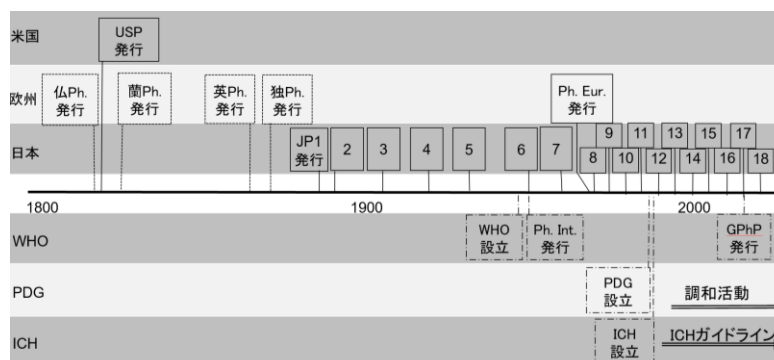 米国
USP
発行
欧州
仏Ph.
発行
蘭Ph.
発行
英Ph.
発行
独Ph.
発行
Ph. Eur.
発行
日本
JP1
発行
2
3
4
5
6
7
8
9
10
11
12
13
14
15
16
17
18
1800
1900
2000
WHO
WHO
設立
Ph. Int.
発行
GPhP
発行
PDG
PDG
設立
調和活動
ICH
ICH
設立
ICHガイドライン